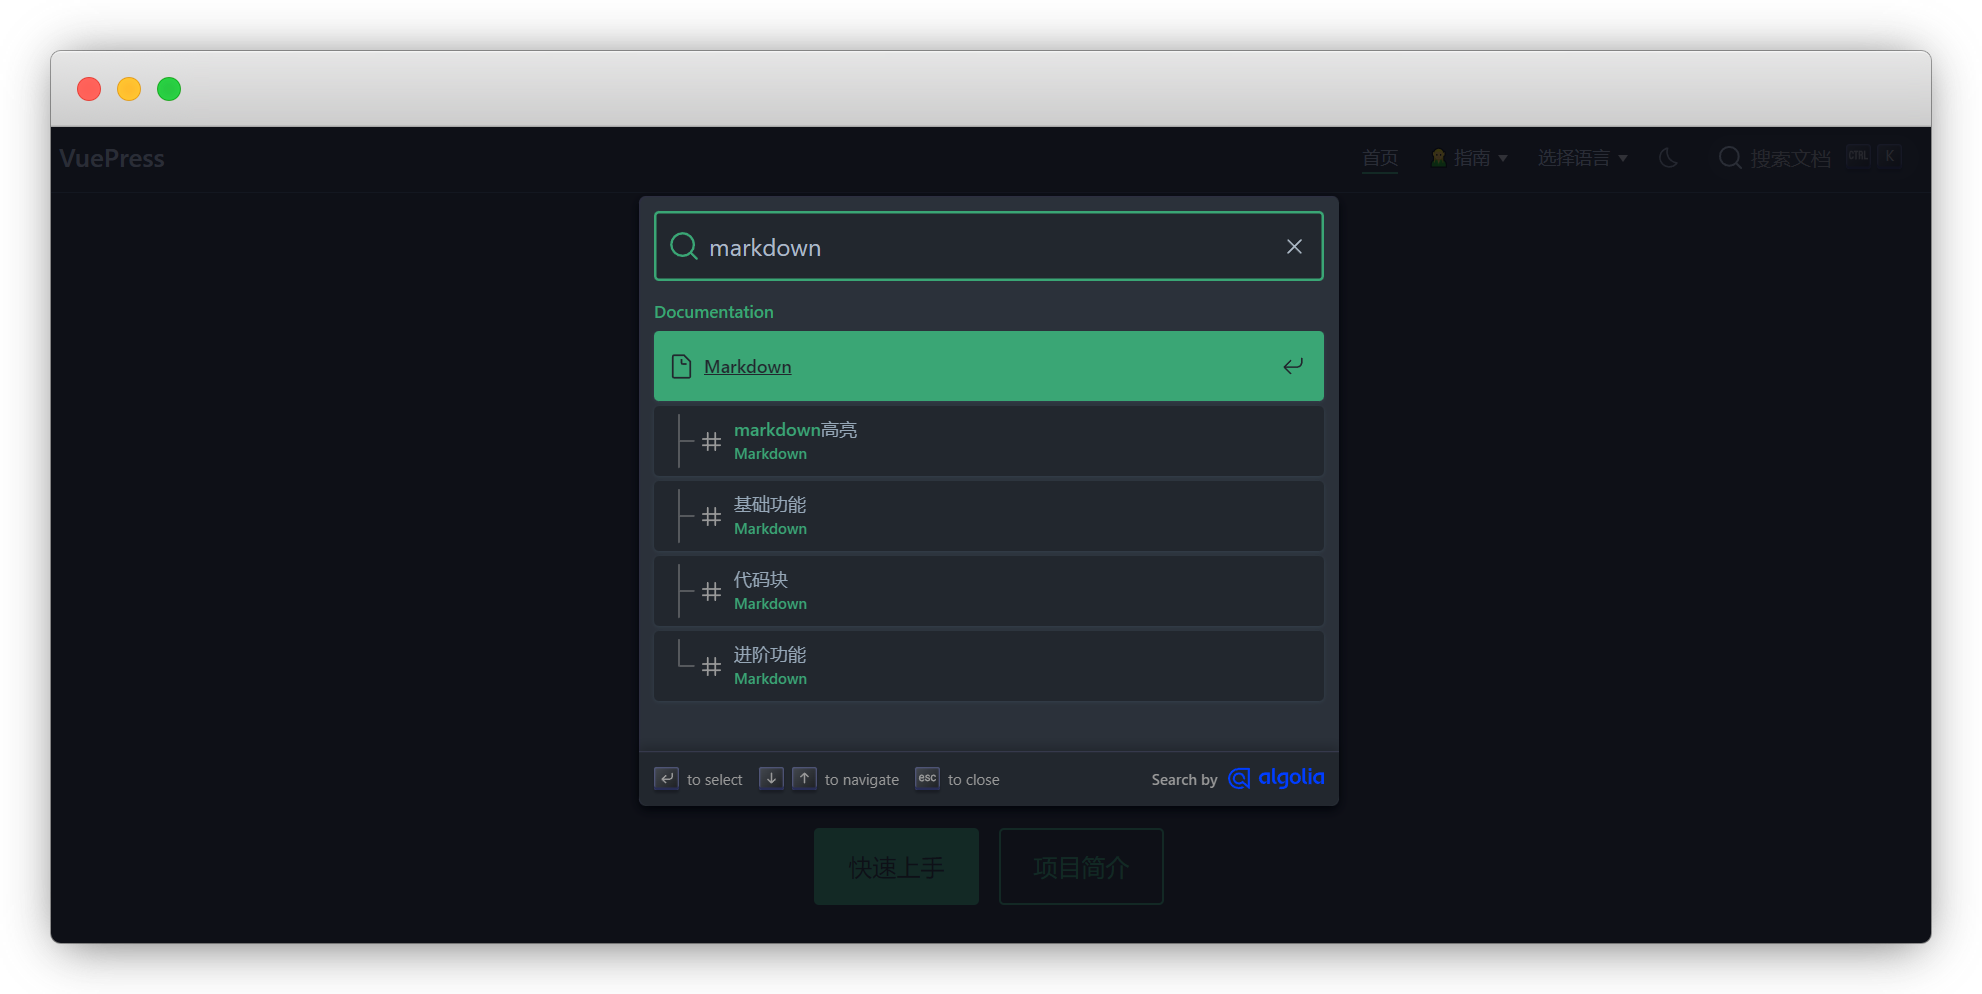 VuePress
首页 指南 选择语言 搜索文档 CTRL K
markdown
Documentation
Markdown
markdown高亮
Markdown
基础功能
Markdown
代码块
Markdown
进阶功能
Markdown
to select to navigate esc to close Search by algolia
快速上手 项目简介